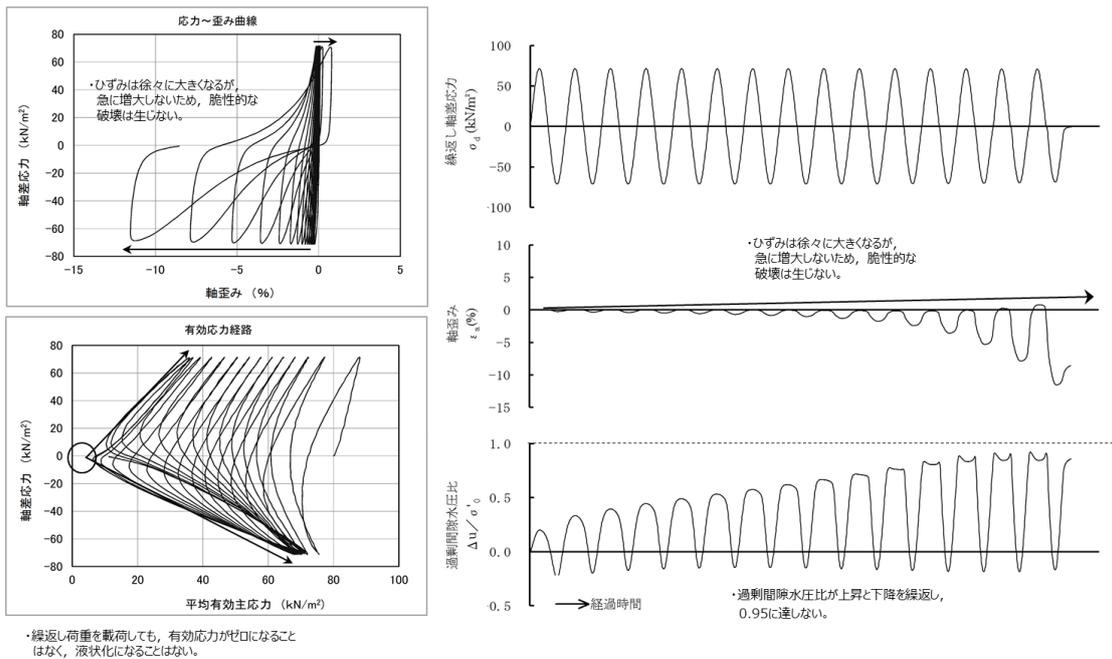 応力～歪み曲線
80
60
40
20
0
-20
-40
-60
-80
-15
-10
-5
0
5
軸差応力 （kN/m²）
軸歪み （％）
・ひずみは徐々に大きくなるが，
急に増大しないため，脆性的な
破壊は生じない。
有効応力経路
80
60
40
20
0
-20
-40
-60
-80
0
20
40
60
80
100
軸差応力 （kN/m²）
平均有効主応力 （kN/m²）
・繰返し荷重を載荷しても，有効応力がゼロになること
はなく，液状化になることはない。
繰返し軸差応力
σd(kN/㎡)
100
50
0
-50
-100
・ひずみは徐々に大きくなるが，
急に増大しないため，脆性的な
破壊は生じない。
軸歪み
εa(%)
10
5
0
-5
-10
-15
過剰間隙水圧比
Δu／σ'0
1.0
0.5
0.0
-0.5
経過時間
・過剰間隙水圧比が上昇と下降を繰返し，
0.95に達しない。